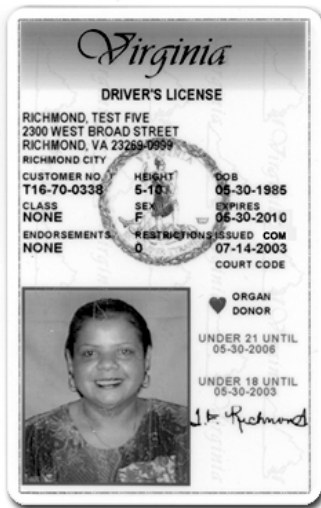 Virginia
DRIVER'S LICENSE
RICHMOND, TEST FIVE
2300 WEST BROAD STREET
RICHMOND, VA 23269-0999
RICHMOND CITY
CUSTOMER NO. HEIGHT DOB
T16-70-0338 5-10 05-30-1985
CLASS SEX EXPIRES
NONE F 05-30-2010
ENDORSEMENTS RESTRICTIONS ISSUED COM
NONE 0 07-14-2003
COURT CODE
ORGAN
DONOR
UNDER 21 UNTIL
05-30-2006
UNDER 18 UNTIL
05-30-2003
T. F. Richmond